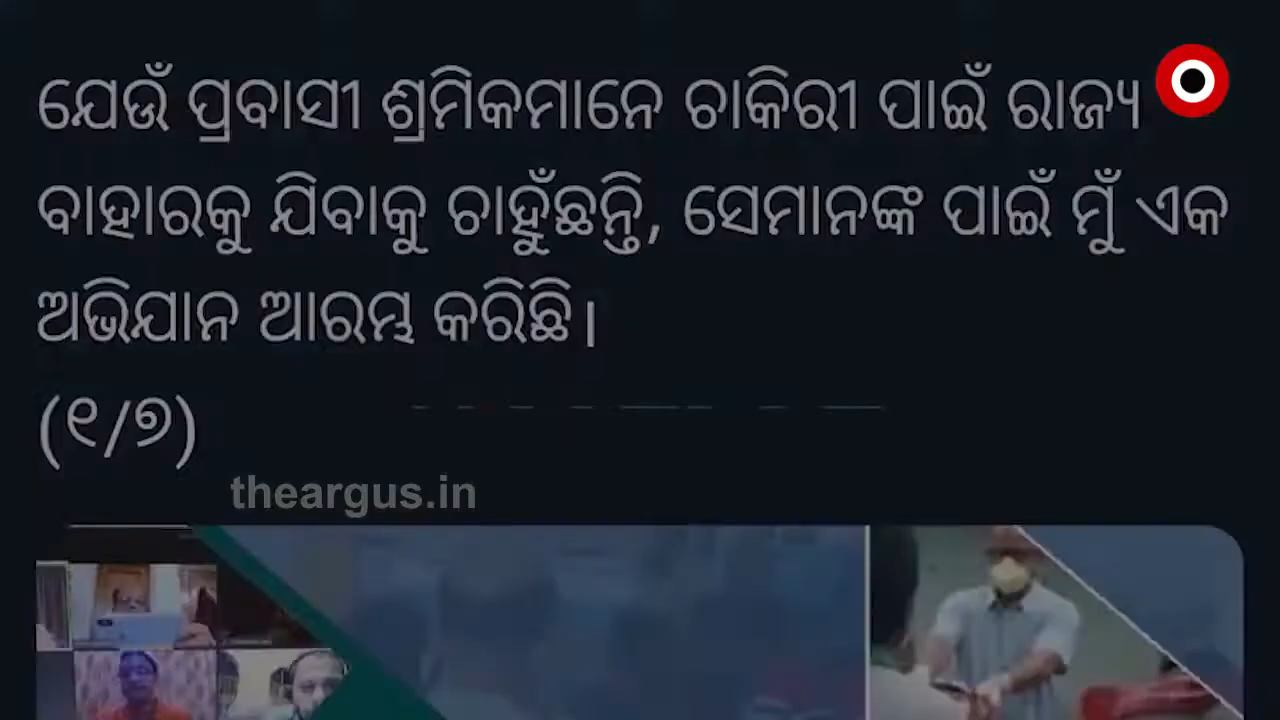 ଯେଉଁ ପ୍ରବାସୀ ଶ୍ରମିକମାନେ ଚାକିରୀ ପାଇଁ ରାଜ୍ୟ
ବାହାରକୁ ଯିବାକୁ ଚାହୁଁଛନ୍ତି, ସେମାନଙ୍କ ପାଇଁ ମୁଁ ଏକ
ଅଭିଯାନ ଆରମ୍ଭ କରିଛି।
(୧/୭)
theargus.in